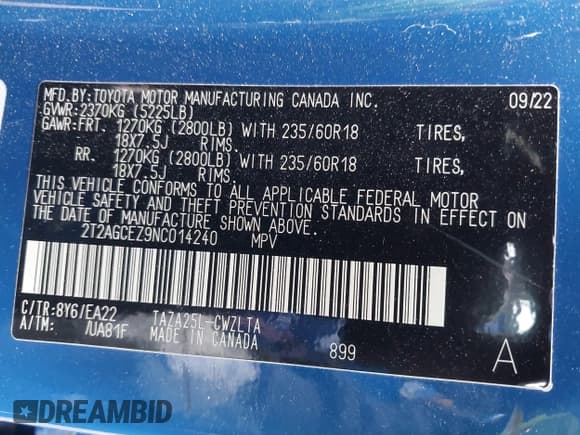 MFD.BY:TOYOTA MOTOR MANUFACTURING CANADA INC. 09/22
GVWR:2370KG (5225LB)
GAWR:FRT. 1270KG (2800LB) WITH 235/60R18 TIRES,
18X7.5J RIMS.
RR. 1270KG (2800LB) WITH 235/60R18 TIRES,
18X7.5J RIMS.
THIS VEHICLE CONFORMS TO ALL APPLICABLE FEDERAL MOTOR
VEHICLE SAFETY AND THEFT PREVENTION STANDARDS IN EFFECT ON
THE DATE OF MANUFACTURE SHOWN ABOVE.
2T2AGCEZ9NC014240 MPV
C/TR:8Y6/EA22 TAZA25L-CWZLTA
A/TM: /UA81F MADE IN CANADA
899 A
DREAMBID